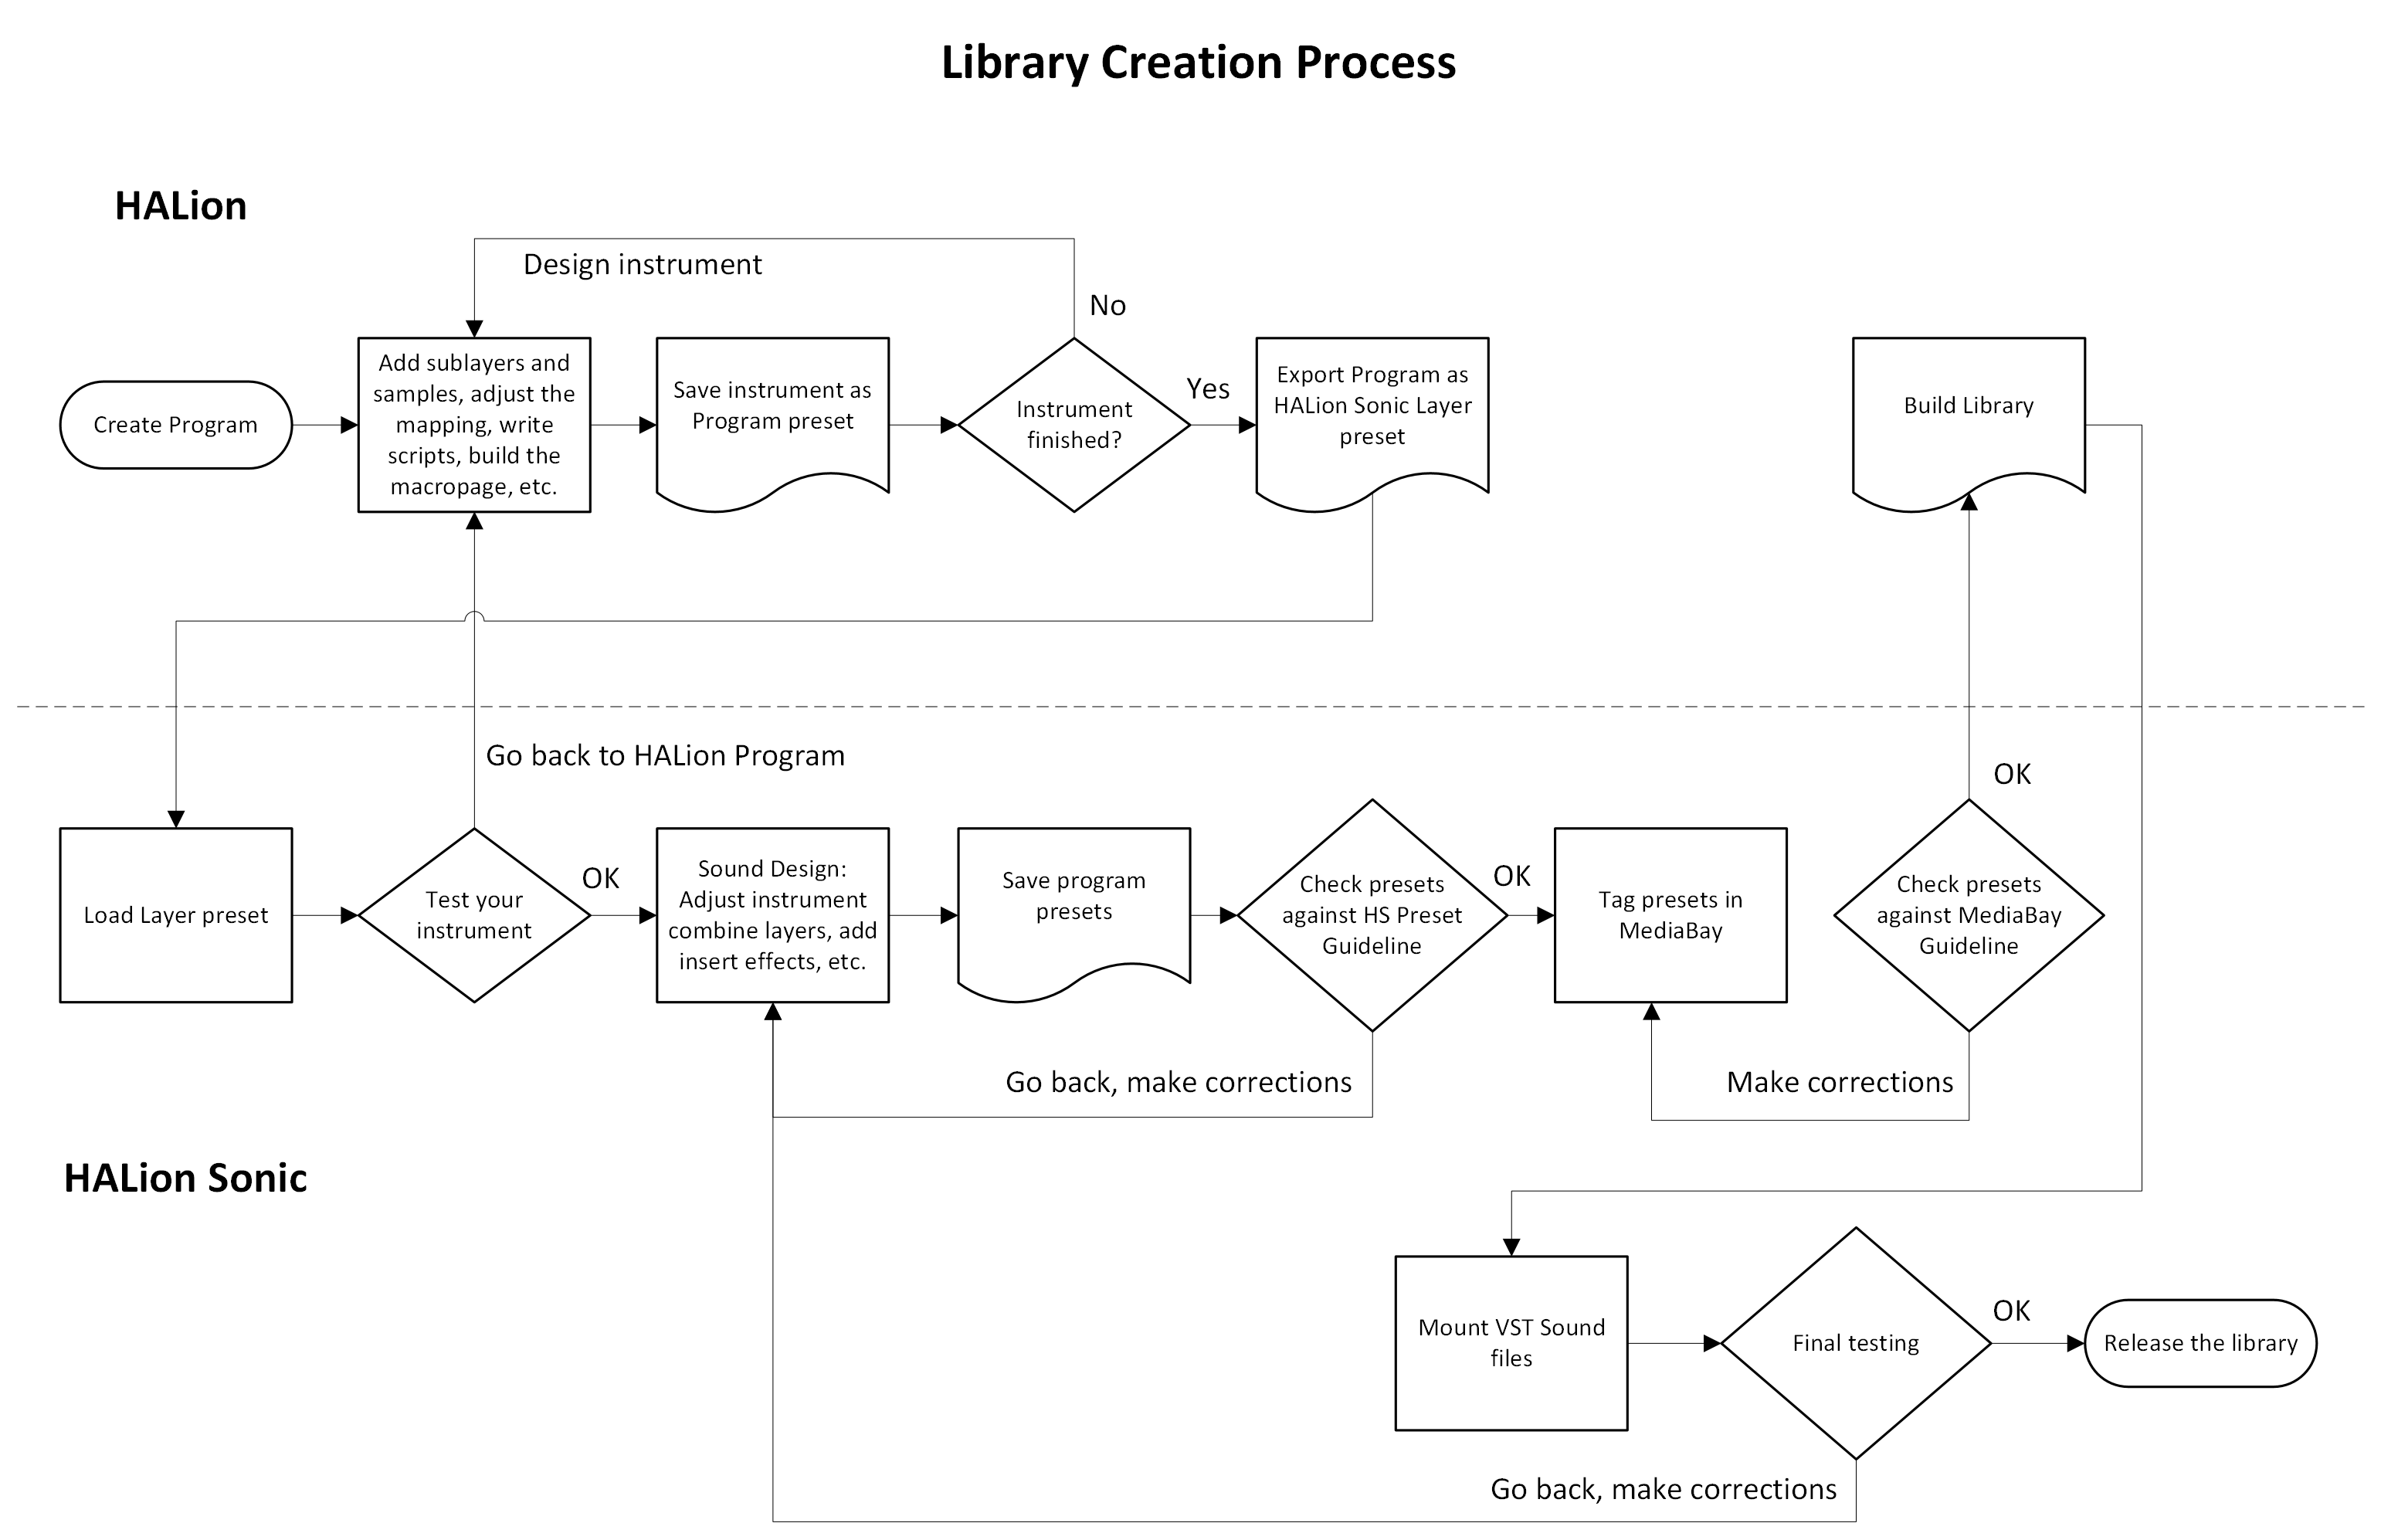 Library Creation Process
HALion
Design instrument
No
Create Program
Add sublayers and
samples, adjust the
mapping, write
scripts, build the
macropage, etc.
Save instrument as
Program preset
Instrument
finished?
Yes
Export Program as
HALion Sonic Layer
preset
Build Library
Go back to HALion Program
OK
Load Layer preset
Test your
instrument
OK
Sound Design:
Adjust instrument
combine layers, add
insert effects, etc.
Save program
presets
Check presets
against HS Preset
Guideline
OK
Tag presets in
MediaBay
Check presets
against MediaBay
Guideline
Go back, make corrections
Make corrections
HALion Sonic
Mount VST Sound
files
Final testing
OK
Release the library
Go back, make corrections